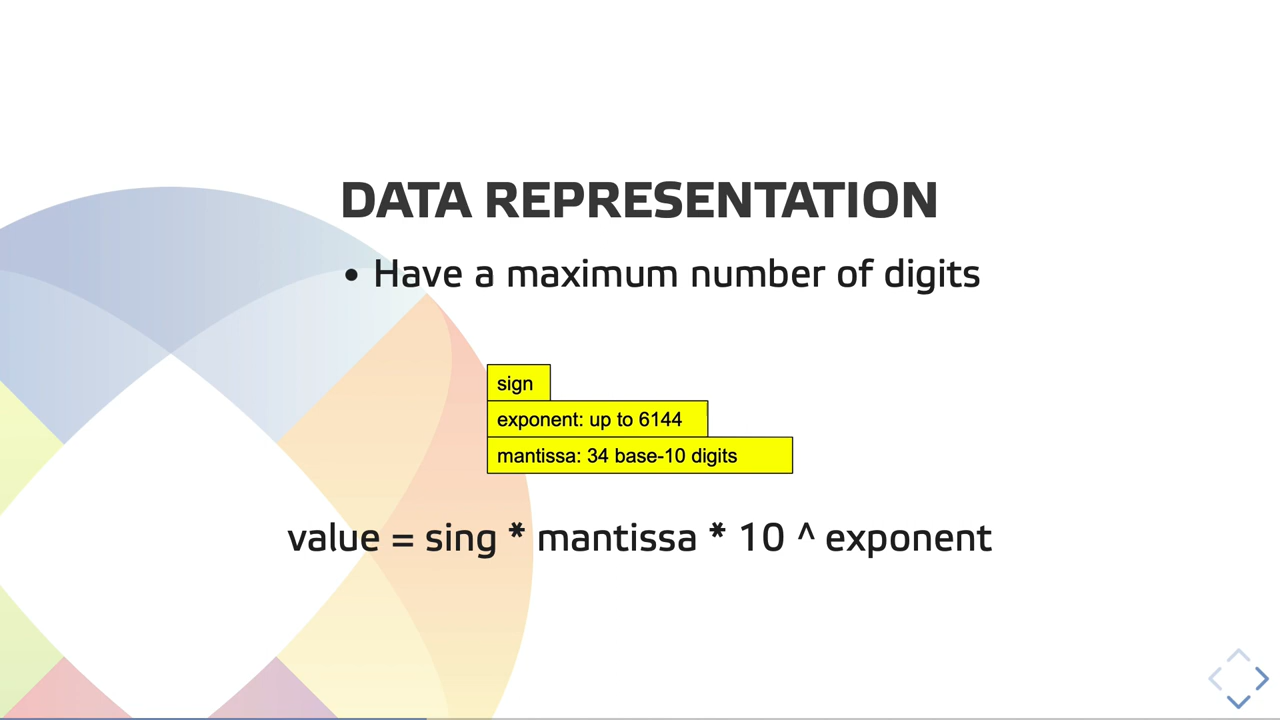 DATA REPRESENTATION
• Have a maximum number of digits
sign
exponent: up to 6144
mantissa: 34 base-10 digits
value = sing * mantissa * 10 ^ exponent